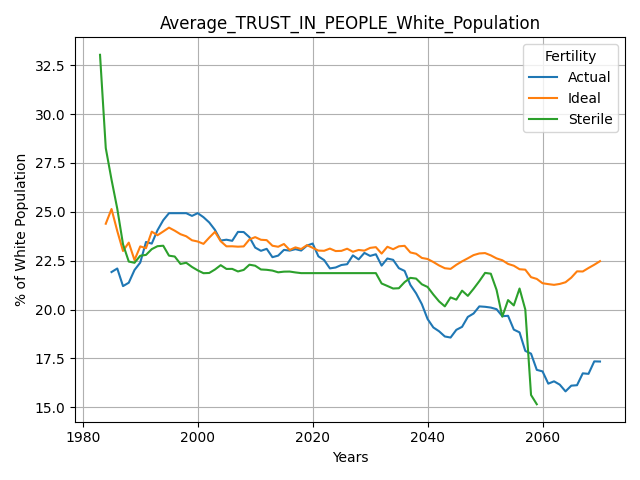 Average_TRUST_IN_PEOPLE_White_Population
Fertility
Actual
Ideal
Sterile
% of White Population
32.5
30.0
27.5
25.0
22.5
20.0
17.5
15.0
1980
2000
2020
2040
2060
Years